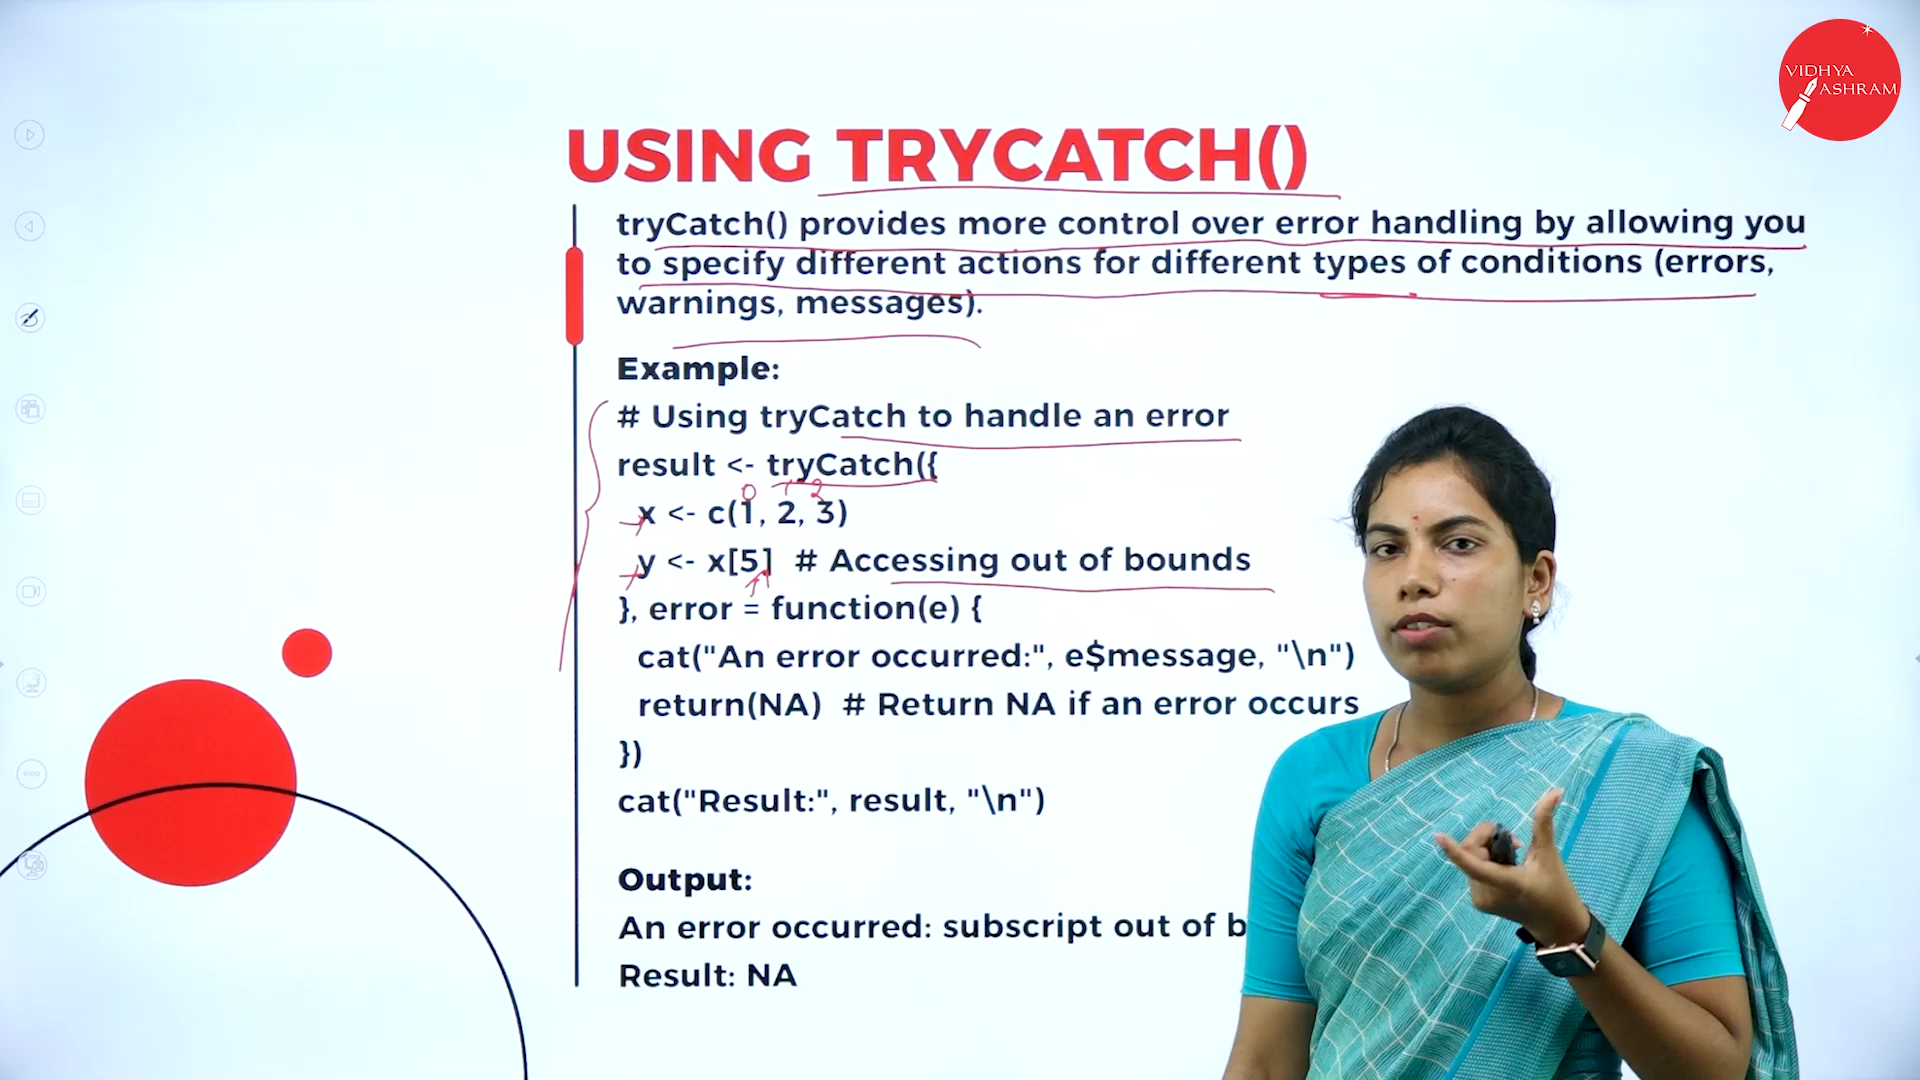 VIDHYA
ASHRAM
USING TRYCATCH()
tryCatch() provides more control over error handling by allowing you
to specify different actions for different types of conditions (errors,
warnings, messages).
Example:
# Using tryCatch to handle an error
result <- tryCatch({
0 1 2
x <- c(1, 2, 3)
y <- x[5]  # Accessing out of bounds
}, error = function(e) {
cat("An error occurred:", e$message, "\n")
return(NA)  # Return NA if an error occurs
})
cat("Result:", result, "\n")
Output:
An error occurred: subscript out of b
Result: NA